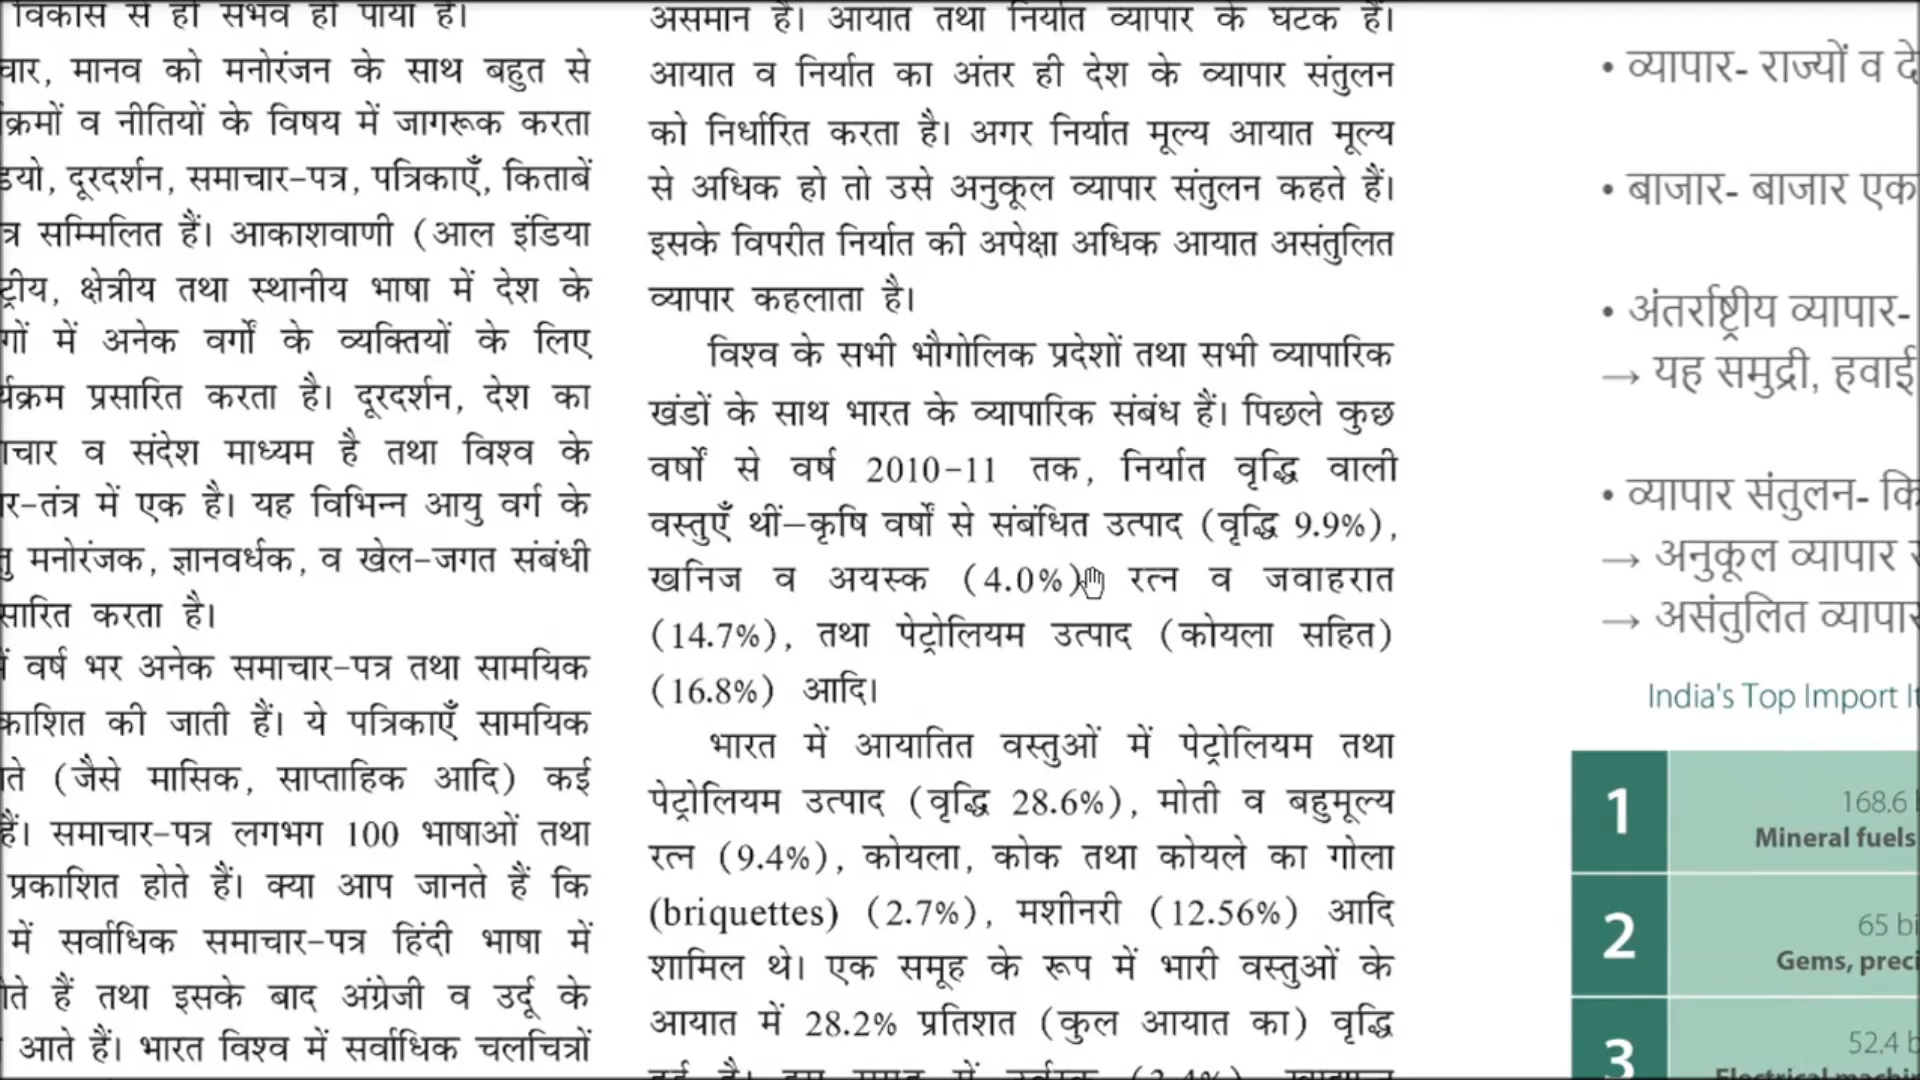 विकास से ही संभव हो पाया है।
चार, मानव को मनोरंजन के साथ बहुत से
क्रमों व नीतियों के विषय में जागरूक करता
डियो, दूरदर्शन, समाचार-पत्र, पत्रिकाएँ, किताबें
त्र सम्मिलित हैं। आकाशवाणी (आल इंडिया
ट्रीय, क्षेत्रीय तथा स्थानीय भाषा में देश के
गों में अनेक वर्गों के व्यक्तियों के लिए
र्यक्रम प्रसारित करता है। दूरदर्शन, देश का
ाचार व संदेश माध्यम है तथा विश्व के
र-तंत्र में एक है। यह विभिन्न आयु वर्ग के
तु मनोरंजक, ज्ञानवर्धक, व खेल-जगत संबंधी
सारित करता है।
में वर्ष भर अनेक समाचार-पत्र तथा सामयिक
काशित की जाती हैं। ये पत्रिकाएँ सामयिक
ते (जैसे मासिक, साप्ताहिक आदि) कई
हैं। समाचार-पत्र लगभग 100 भाषाओं तथा
प्रकाशित होते हैं। क्या आप जानते हैं कि
में सर्वाधिक समाचार-पत्र हिंदी भाषा में
ोते हैं तथा इसके बाद अंग्रेजी व उर्दू के
आते हैं। भारत विश्व में सर्वाधिक चलचित्रों
असमान है। आयात तथा निर्यात व्यापार के घटक हैं।
आयात व निर्यात का अंतर ही देश के व्यापार संतुलन
को निर्धारित करता है। अगर निर्यात मूल्य आयात मूल्य
से अधिक हो तो उसे अनुकूल व्यापार संतुलन कहते हैं।
इसके विपरीत निर्यात की अपेक्षा अधिक आयात असंतुलित
व्यापार कहलाता है।
विश्व के सभी भौगोलिक प्रदेशों तथा सभी व्यापारिक
खंडों के साथ भारत के व्यापारिक संबंध हैं। पिछले कुछ
वर्षों से वर्ष 2010-11 तक, निर्यात वृद्धि वाली
वस्तुएँ थीं–कृषि वर्षों से संबंधित उत्पाद (वृद्धि 9.9%),
खनिज व अयस्क (4.0%) रत्न व जवाहरात
(14.7%), तथा पेट्रोलियम उत्पाद (कोयला सहित)
(16.8%) आदि।
भारत में आयातित वस्तुओं में पेट्रोलियम तथा
पेट्रोलियम उत्पाद (वृद्धि 28.6%), मोती व बहुमूल्य
रत्न (9.4%), कोयला, कोक तथा कोयले का गोला
(briquettes) (2.7%), मशीनरी (12.56%) आदि
शामिल थे। एक समूह के रूप में भारी वस्तुओं के
आयात में 28.2% प्रतिशत (कुल आयात का) वृद्धि
• व्यापार- राज्यों व दे
• बाजार- बाजार एक
• अंतर्राष्ट्रीय व्यापार-
→ यह समुद्री, हवाई
• व्यापार संतुलन- कि
→ अनुकूल व्यापार
→ असंतुलित व्यापार
India's Top Import It
1
168.6 b
Mineral fuels
2
65 bi
Gems, preci
3
52.4 b
Electrical machin